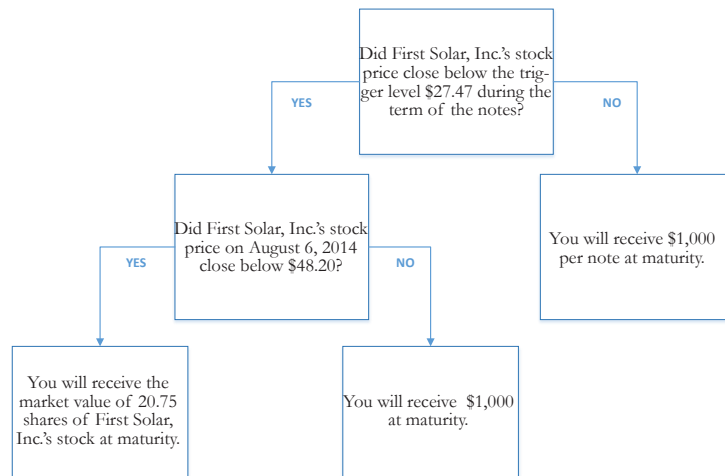 Did First Solar, Inc.'s stock
price close below the trig-
ger level $27.47 during the
term of the notes?
YES
NO
Did First Solar, Inc.'s stock
price on August 6, 2014
close below $48.20?
You will receive $1,000
per note at maturity.
YES
NO
You will receive the
market value of 20.75
shares of First Solar,
Inc.'s stock at maturity.
You will receive $1,000
at maturity.